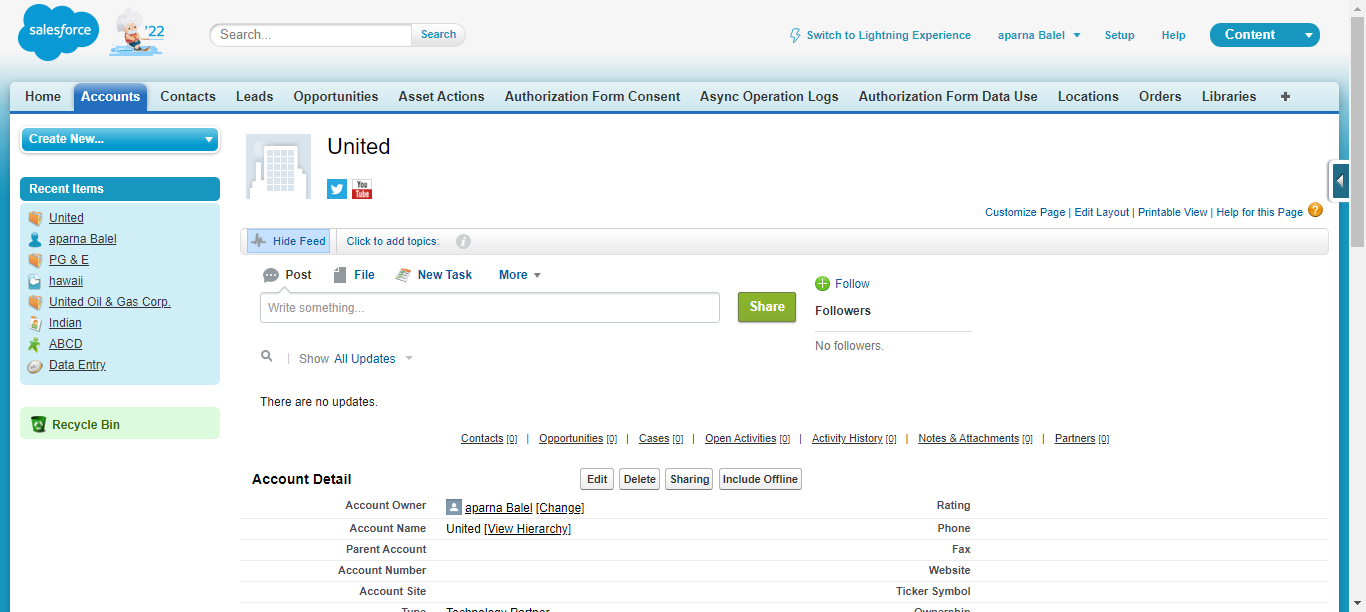 salesforce
'22
Search...
Search
Switch to Lightning Experience
aparna Balel
Setup
Help
Content
Home
Accounts
Contacts
Leads
Opportunities
Asset Actions
Authorization Form Consent
Async Operation Logs
Authorization Form Data Use
Locations
Orders
Libraries
+
Create New...
Recent Items
United
aparna Balel
PG & E
hawaii
United Oil & Gas Corp.
Indian
ABCD
Data Entry
Recycle Bin
United
You Tube
Customize Page | Edit Layout | Printable View | Help for this Page ?
Hide Feed
Click to add topics:
i
Post
File
New Task
More
Write something...
Share
Follow
Followers
No followers.
Show All Updates
There are no updates.
Contacts [0] | Opportunities [0] | Cases [0] | Open Activities [0] | Activity History [0] | Notes & Attachments [0] | Partners [0]
Account Detail
Edit
Delete
Sharing
Include Offline
Account Owner aparna Balel [Change] Rating
Account Name United [View Hierarchy] Phone
Parent Account Fax
Account Number Website
Account Site Ticker Symbol
Type Technology Partner Ownership